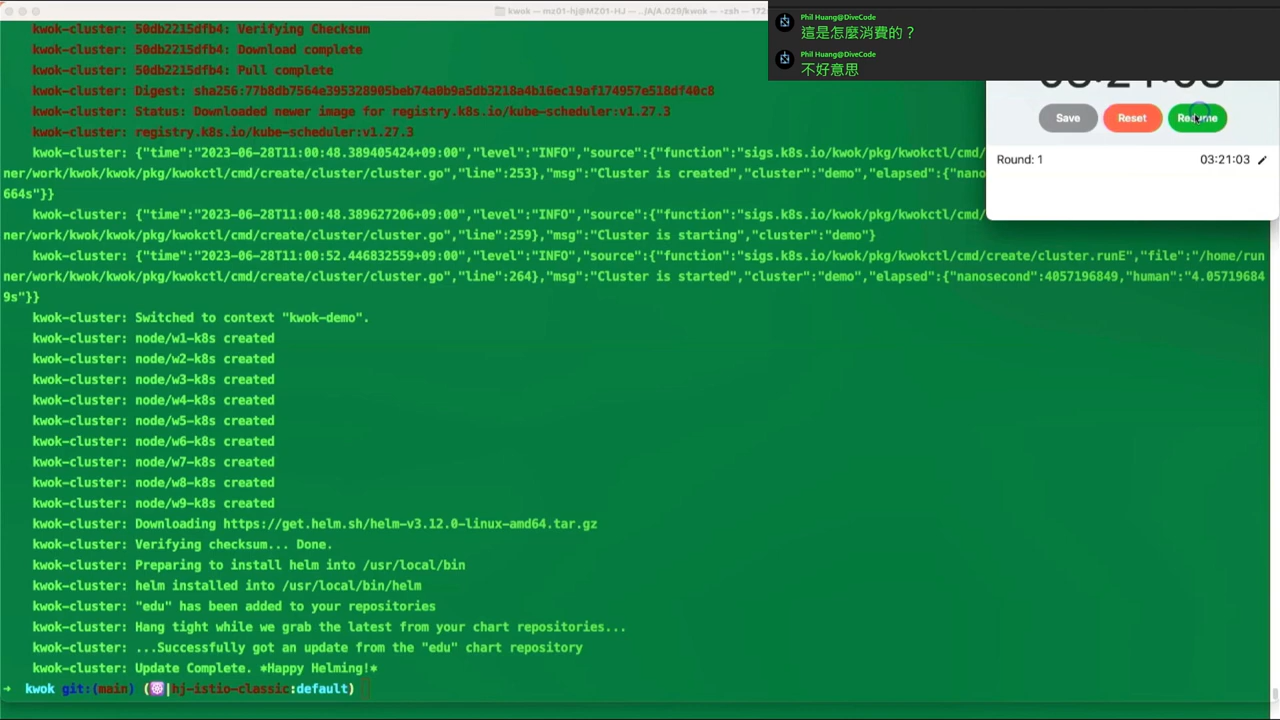 kwok — mz01-hj@MZ01-HJ — ../A/A.029/kwok — -zsh — 172
Phil Huang@DiveCode
這是怎麼消費的？
Phil Huang@DiveCode
不好意思
kwok-cluster: 50db2215dfb4: Verifying Checksum
kwok-cluster: 50db2215dfb4: Download complete
kwok-cluster: 50db2215dfb4: Pull complete
kwok-cluster: Digest: sha256:77b8db7564e395328905beb74a0b9a5db3218a4b16ec19af174957e518df40c8
kwok-cluster: Status: Downloaded newer image for registry.k8s.io/kube-scheduler:v1.27.3
kwok-cluster: registry.k8s.io/kube-scheduler:v1.27.3
kwok-cluster: {"time":"2023-06-28T11:00:48.389405424+09:00","level":"INFO","source":{"function":"sigs.k8s.io/kwok/pkg/kwokctl/cmd/
ner/work/kwok/kwok/pkg/kwokctl/cmd/create/cluster/cluster.go","line":253},"msg":"Cluster is created","cluster":"demo","elapsed":{"nano
664s"}}
kwok-cluster: {"time":"2023-06-28T11:00:48.389627206+09:00","level":"INFO","source":{"function":"sigs.k8s.io/kwok/pkg/kwokctl/cmd/
ner/work/kwok/kwok/pkg/kwokctl/cmd/create/cluster/cluster.go","line":259},"msg":"Cluster is starting","cluster":"demo"}
kwok-cluster: {"time":"2023-06-28T11:00:52.446832559+09:00","level":"INFO","source":{"function":"sigs.k8s.io/kwok/pkg/kwokctl/cmd/create/cluster.runE","file":"/home/run
ner/work/kwok/kwok/pkg/kwokctl/cmd/create/cluster/cluster.go","line":264},"msg":"Cluster is started","cluster":"demo","elapsed":{"nanosecond":4057196849,"human":"4.05719684
9s"}}
kwok-cluster: Switched to context "kwok-demo".
kwok-cluster: node/w1-k8s created
kwok-cluster: node/w2-k8s created
kwok-cluster: node/w3-k8s created
kwok-cluster: node/w4-k8s created
kwok-cluster: node/w5-k8s created
kwok-cluster: node/w6-k8s created
kwok-cluster: node/w7-k8s created
kwok-cluster: node/w8-k8s created
kwok-cluster: node/w9-k8s created
kwok-cluster: Downloading https://get.helm.sh/helm-v3.12.0-linux-amd64.tar.gz
kwok-cluster: Verifying checksum... Done.
kwok-cluster: Preparing to install helm into /usr/local/bin
kwok-cluster: helm installed into /usr/local/bin/helm
kwok-cluster: "edu" has been added to your repositories
kwok-cluster: Hang tight while we grab the latest from your chart repositories...
kwok-cluster: ...Successfully got an update from the "edu" chart repository
kwok-cluster: Update Complete. *Happy Helming!*
→ kwok git:(main) (|hj-istio-classic:default)
Save Reset Resume
Round: 1 03:21:03